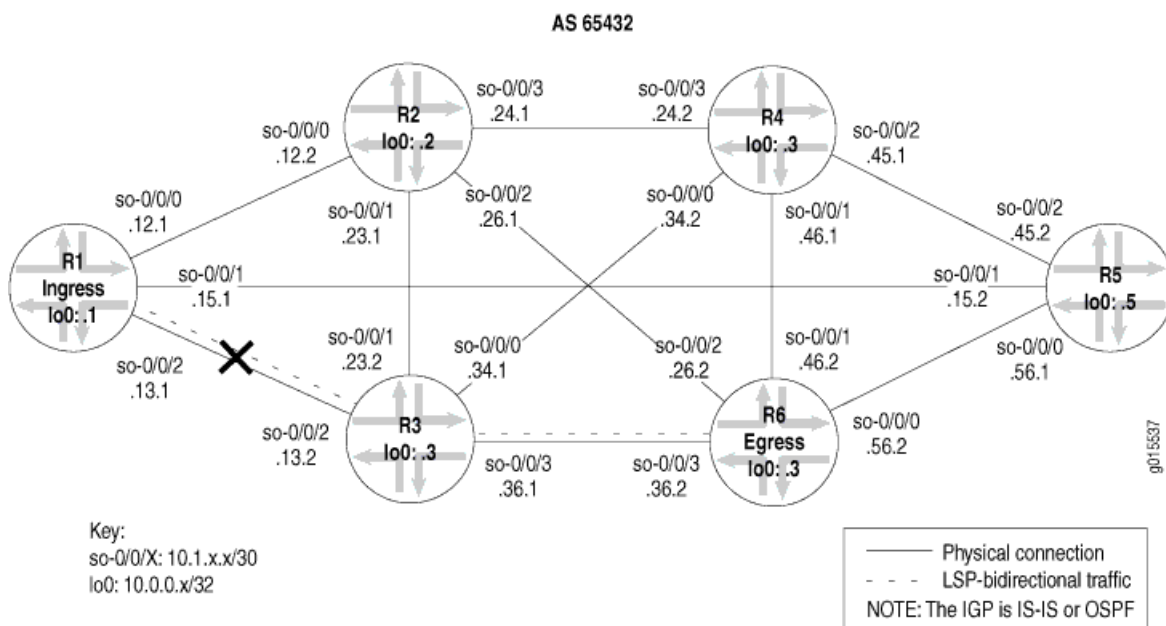 AS 65432
R2
lo0: .2
so-0/0/3
.24.1
so-0/0/3
.24.2
R4
lo0: .3
so-0/0/0
.12.2
so-0/0/2
.45.1
so-0/0/0
.12.1
so-0/0/1
.23.1
so-0/0/2
.26.1
so-0/0/0
.34.2
so-0/0/1
.46.1
so-0/0/2
.45.2
R1
Ingress
lo0: .1
so-0/0/1
.15.1
so-0/0/1
.15.2
R5
lo0: .5
so-0/0/2
.13.1
so-0/0/1
.23.2
so-0/0/0
.34.1
so-0/0/2
.26.2
so-0/0/1
.46.2
so-0/0/0
.56.1
so-0/0/2
.13.2
R3
lo0: .3
R6
Egress
lo0: .3
so-0/0/0
.56.2
so-0/0/3
.36.1
so-0/0/3
.36.2
g015537
Key:
so-0/0/X: 10.1.x.x/30
lo0: 10.0.0.x/32
Physical connection
LSP-bidirectional traffic
NOTE: The IGP is IS-IS or OSPF